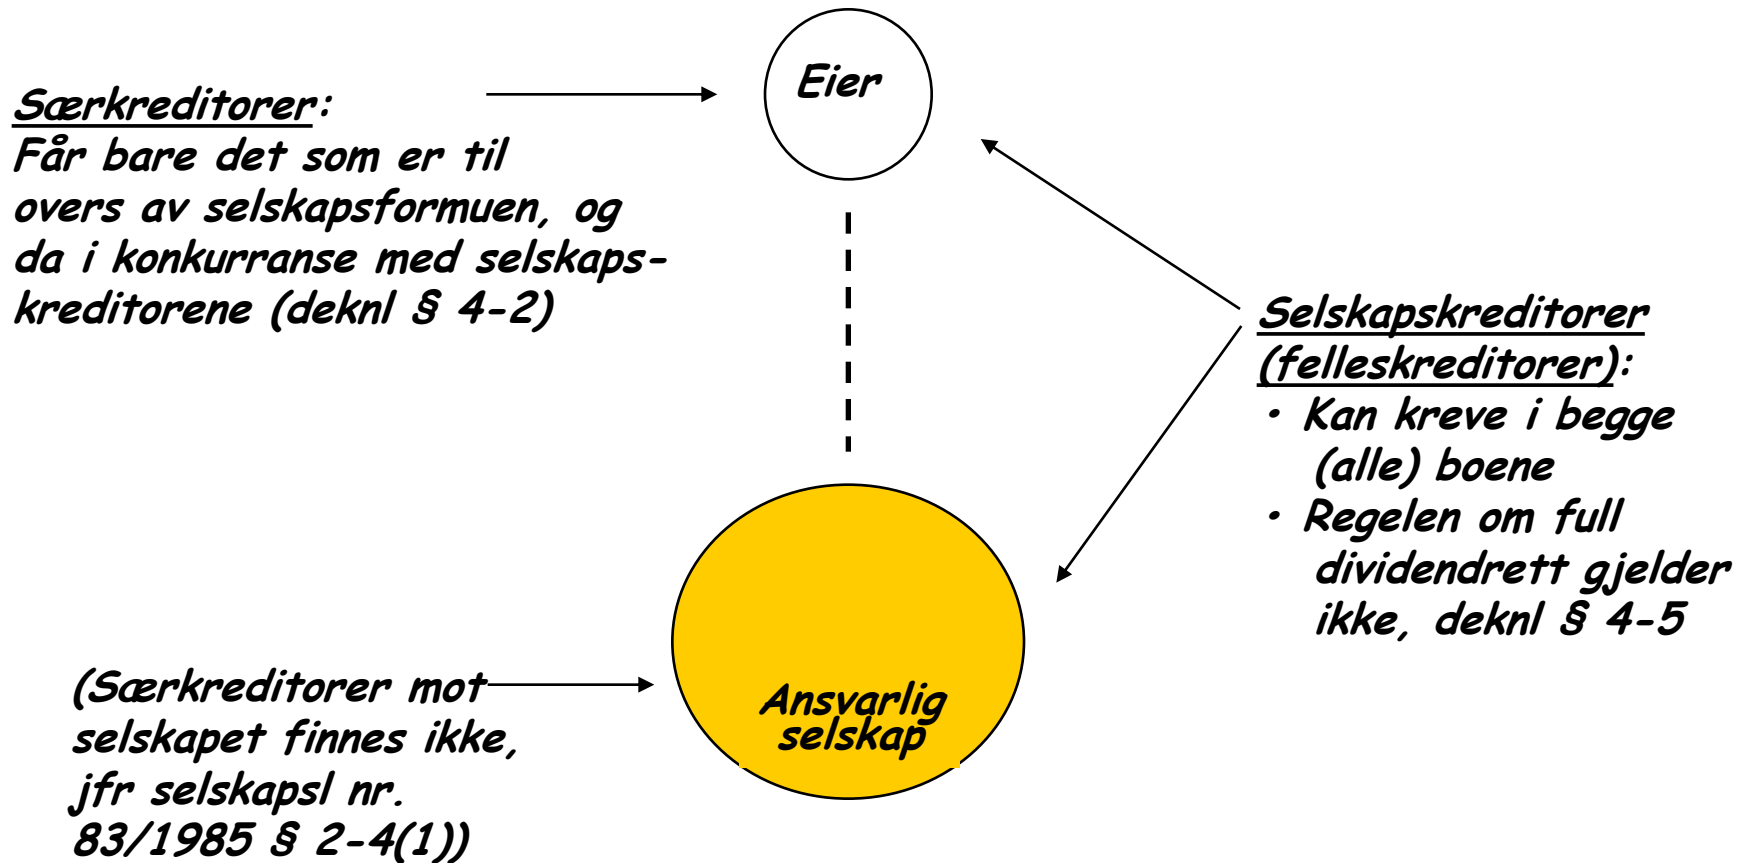 Eier
Særkreditorer:
Får bare det som er til
overs av selskapsformuen, og
da i konkurranse med selskaps-
kreditorene (deknl § 4-2)
Selskapskreditorer
(felleskreditorer):
• Kan kreve i begge
(alle) boene
• Regelen om full
dividendrett gjelder
ikke, deknl § 4-5
Ansvarlig
selskap
(Særkreditorer mot
selskapet finnes ikke,
jfr selskapsl nr.
83/1985 § 2-4(1))